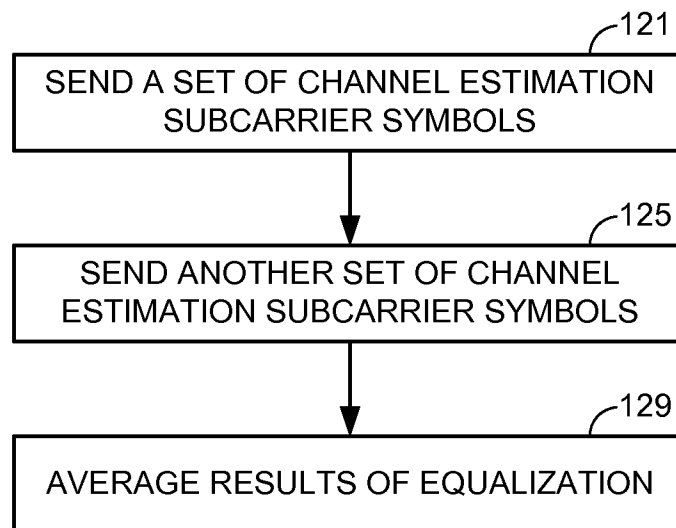 121
SEND A SET OF CHANNEL ESTIMATION
SUBCARRIER SYMBOLS
125
SEND ANOTHER SET OF CHANNEL
ESTIMATION SUBCARRIER SYMBOLS
129
AVERAGE RESULTS OF EQUALIZATION